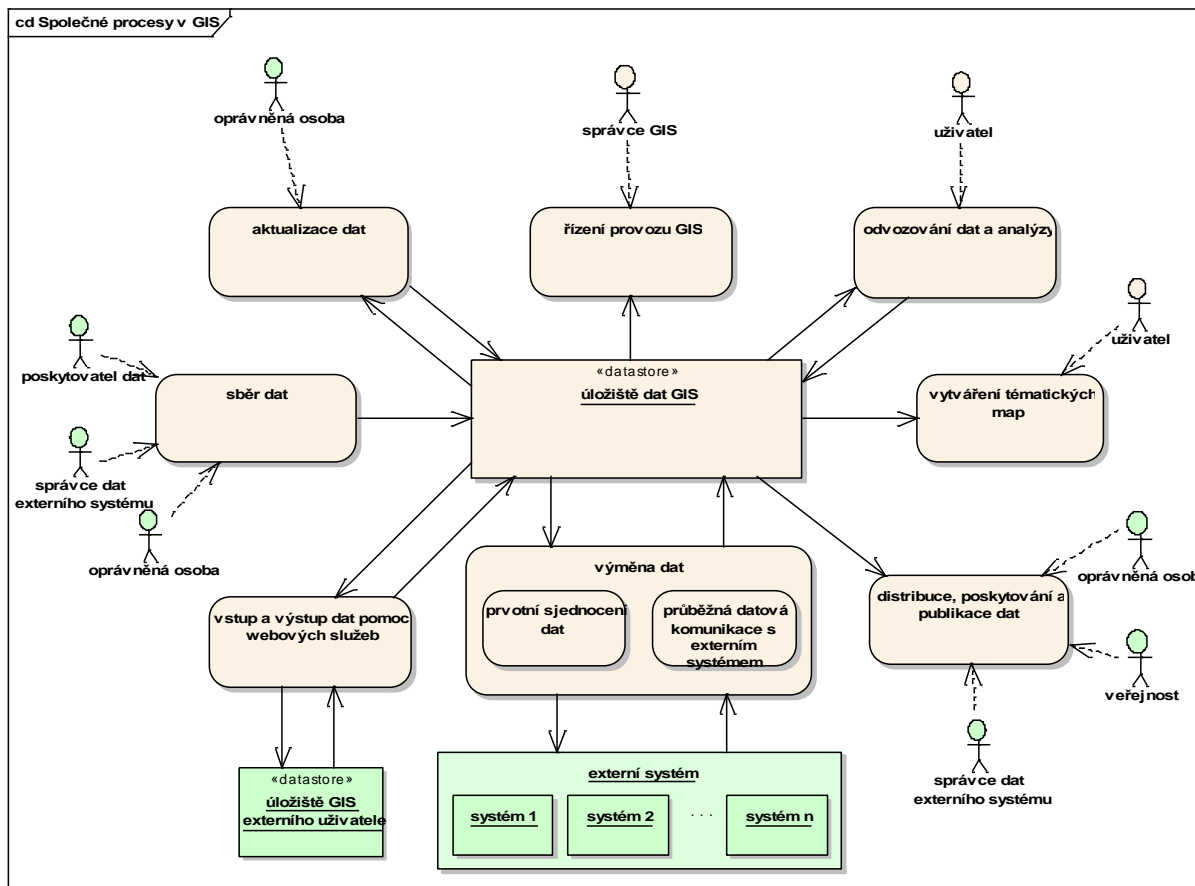 cd Společné procesy v GIS
oprávněná osoba
správce GIS
uživatel
aktualizace dat
řízení provozu GIS
odvozování dat a analýzy
poskytovatel dat
uživatel
«datastore»
úložiště dat GIS
sběr dat
vytváření tématických
map
správce dat
externího systému
oprávněná osoba
oprávněná osob
výměna dat
prvotní sjednocení
dat
průběžná datová
komunikace s
externím
systémem
distribuce, poskytování a
publikace dat
vstup a výstup dat pomoc
webových služeb
veřejnost
«datastore»
úložiště GIS
externího uživatele
externí systém
systém 1
systém 2
. . .
systém n
správce dat
externího systému